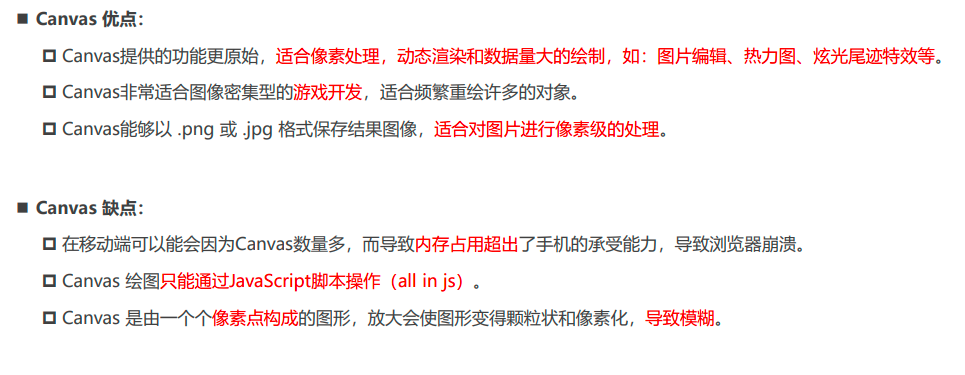 Canvas 优点：
Canvas提供的功能更原始，适合像素处理，动态渲染和数据量大的绘制，如：图片编辑、热力图、炫光尾迹特效等。
Canvas非常适合图像密集型的游戏开发，适合频繁重绘许多的对象。
Canvas能够以 .png 或 .jpg 格式保存结果图像，适合对图片进行像素级的处理。
Canvas 缺点：
在移动端可以能会因为Canvas数量多，而导致内存占用超出了手机的承受能力，导致浏览器崩溃。
Canvas 绘图只能通过JavaScript脚本操作（all in js）。
Canvas 是由一个个像素点构成的图形，放大会使图形变得颗粒状和像素化，导致模糊。